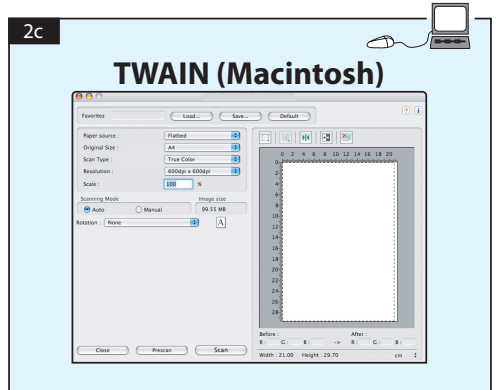 2c
TWAIN (Macintosh)
Favorites Load... Save... Default ? i
Paper source : Flatbed
Original Size : A4
Scan Type : True Color
Resolution : 600dpi x 600dpi
Scale : 100 %
Scanning Mode Image size
Auto Manual 99.55 MB
Rotation : None A
0 2 4 6 8 10 12 14 16 18 20
0
2
4
6
8
10
12
14
16
18
20
22
24
26
28
Before : After :
R : G : B : -> R : G : B :
Close Prescan Scan
Width : 21.00 Height : 29.70 cm